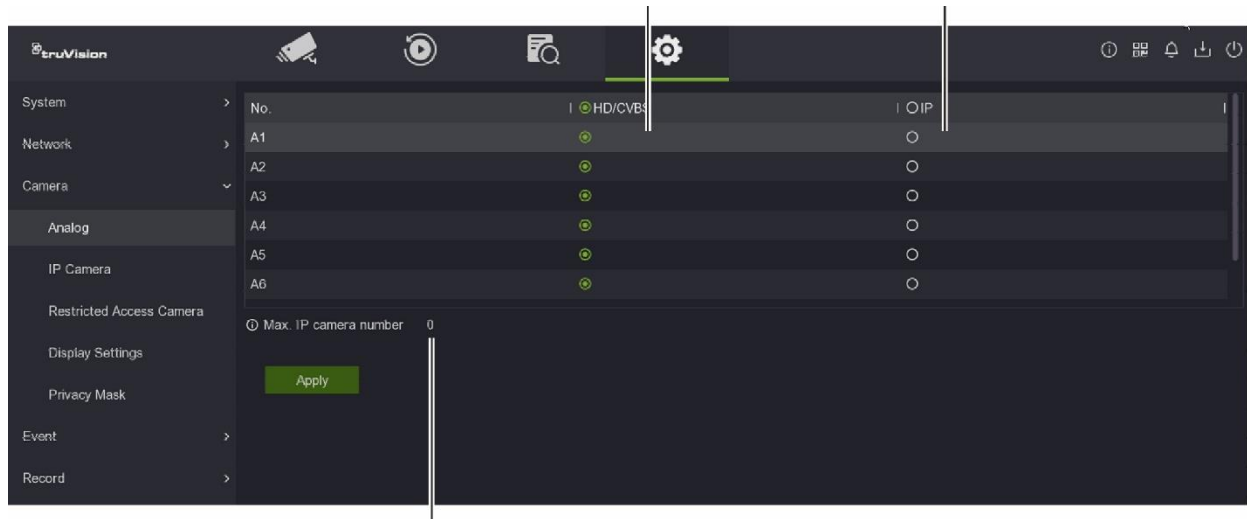 truVision
System
Network
Camera
Analog
IP Camera
Restricted Access Camera
Display Settings
Privacy Mask
Event
Record
No. HD/CVBS IP
A1
A2
A3
A4
A5
A6
Max. IP camera number 0
Apply